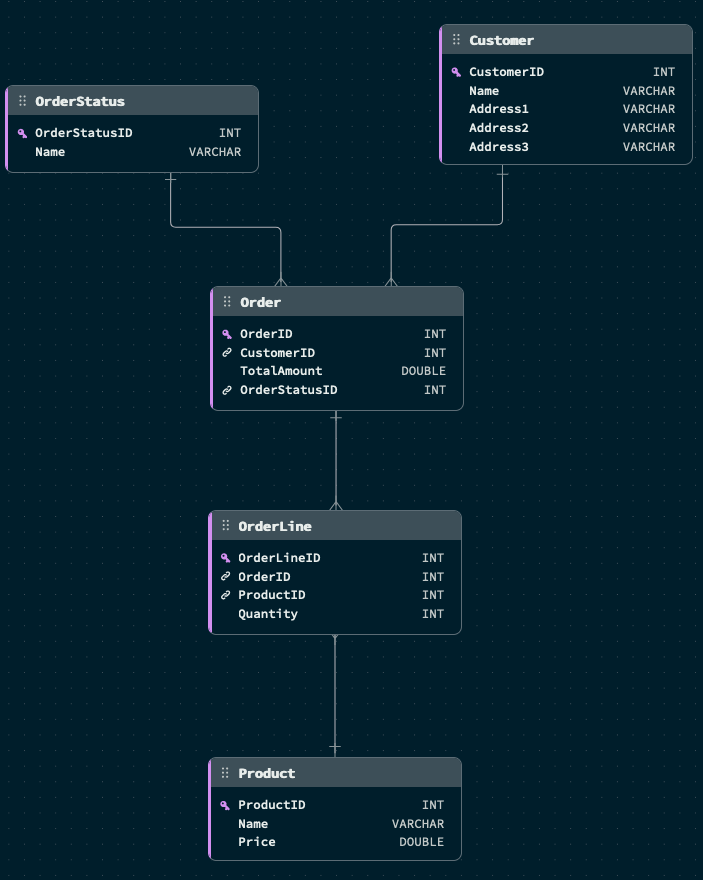 Customer
CustomerID INT
Name VARCHAR
Address1 VARCHAR
Address2 VARCHAR
Address3 VARCHAR
OrderStatus
OrderStatusID INT
Name VARCHAR
Order
OrderID INT
CustomerID INT
TotalAmount DOUBLE
OrderStatusID INT
OrderLine
OrderLineID INT
OrderID INT
ProductID INT
Quantity INT
Product
ProductID INT
Name VARCHAR
Price DOUBLE